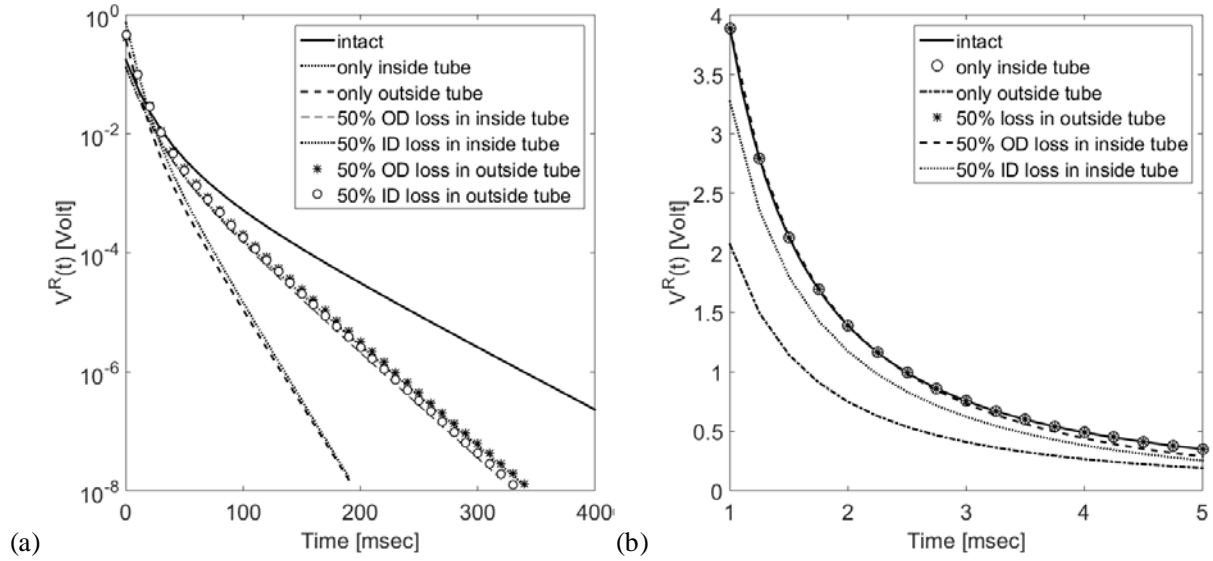 10^0
10^-2
10^-4
10^-6
10^-8
V^R(t) [Volt]
0
100
200
300
400
Time [msec]
intact
only inside tube
only outside tube
50% OD loss in inside tube
50% ID loss in inside tube
50% OD loss in outside tube
50% ID loss in outside tube
(a)
4
3.5
3
2.5
2
1.5
1
0.5
0
V^R(t) [Volt]
1
2
3
4
5
Time [msec]
intact
only inside tube
only outside tube
50% loss in outside tube
50% OD loss in inside tube
50% ID loss in inside tube
(b)